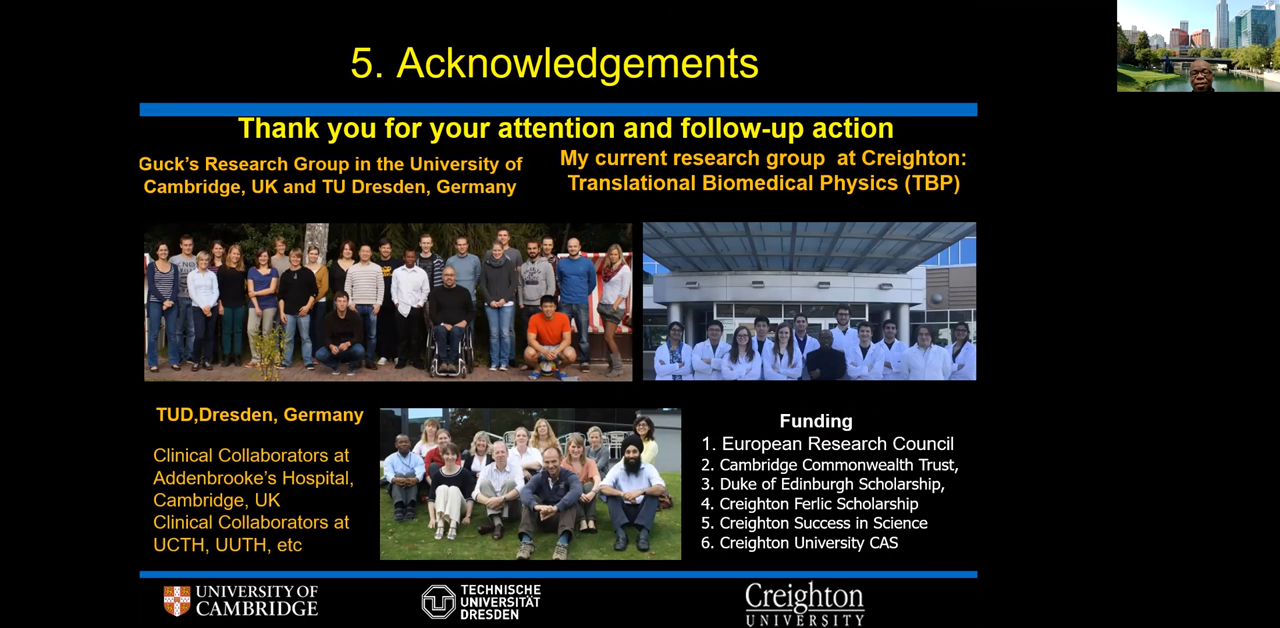 5. Acknowledgements
Thank you for your attention and follow-up action
Guck's Research Group in the University of
Cambridge, UK and TU Dresden, Germany
My current research group at Creighton:
Translational Biomedical Physics (TBP)
TUD,Dresden, Germany
Clinical Collaborators at
Addenbrooke's Hospital,
Cambridge, UK
Clinical Collaborators at
UCTH, UUTH, etc
Funding
1. European Research Council
2. Cambridge Commonwealth Trust,
3. Duke of Edinburgh Scholarship,
4. Creighton Ferlic Scholarship
5. Creighton Success in Science
6. Creighton University CAS
UNIVERSITY OF
CAMBRIDGE
TECHNISCHE
UNIVERSITÄT
DRESDEN
Creighton
UNIVERSITY